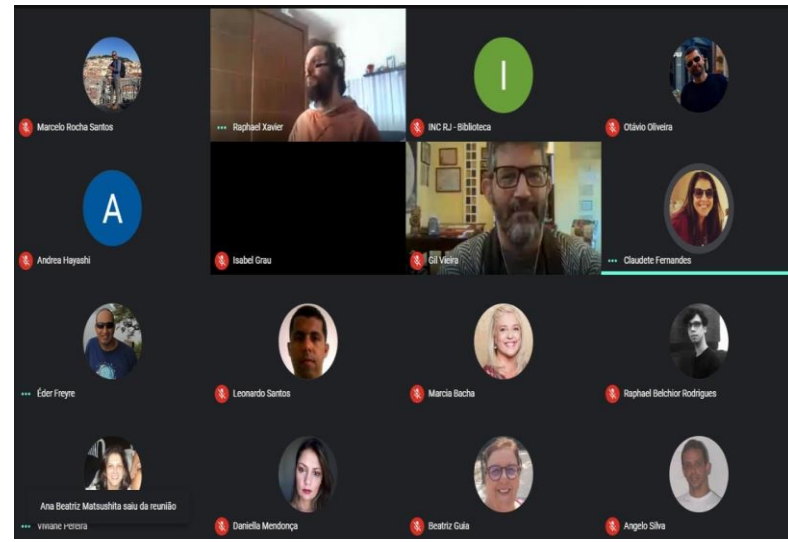 Marcelo Rocha Santos
Raphael Xavier
I
INC RJ - Biblioteca
Otávio Oliveira
A
Andrea Hayashi
Isabel Grau
Gil Vieira
Claudete Fernandes
Éder Freyre
Leonardo Santos
Marcia Bacha
Raphael Belchior Rodrigues
Ana Beatriz Matsushita saiu da reunião
Viviane Pereira
Daniella Mendonça
Beatriz Guia
Angelo Silva